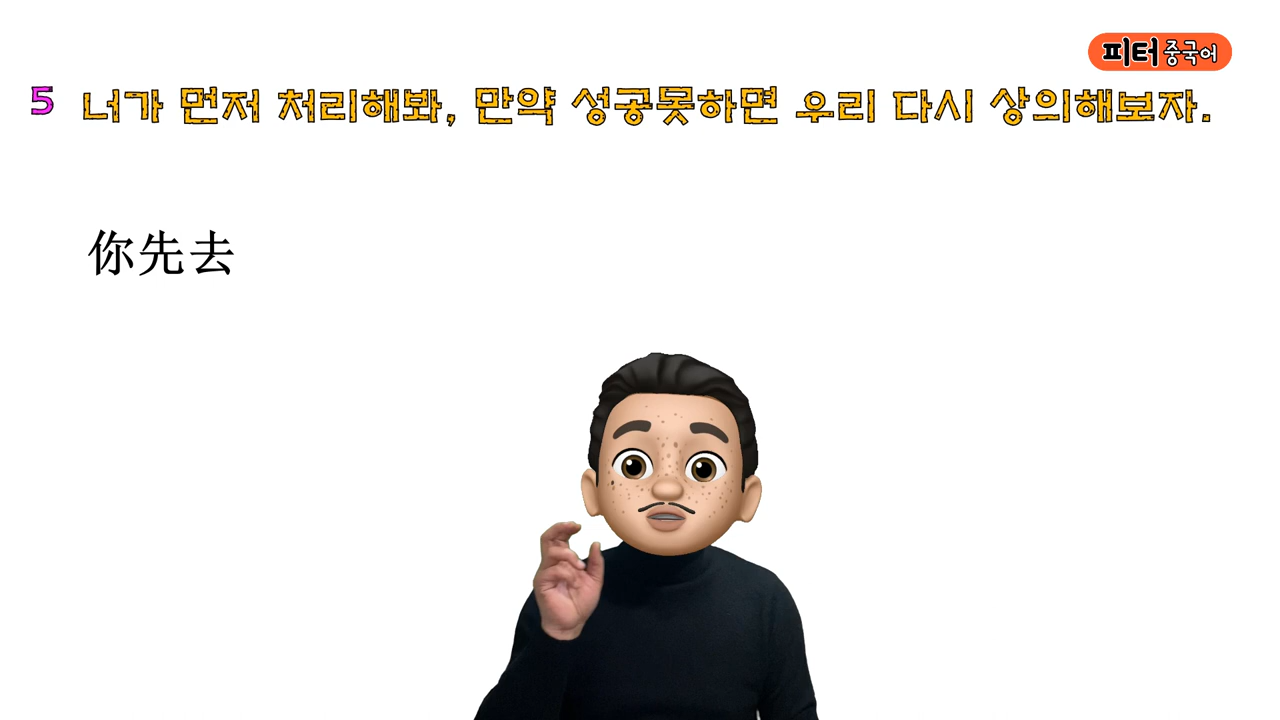 피터 중국어
5 너가 먼저 처리해봐, 만약 성공못하면 우리 다시 상의해보자.
你先去